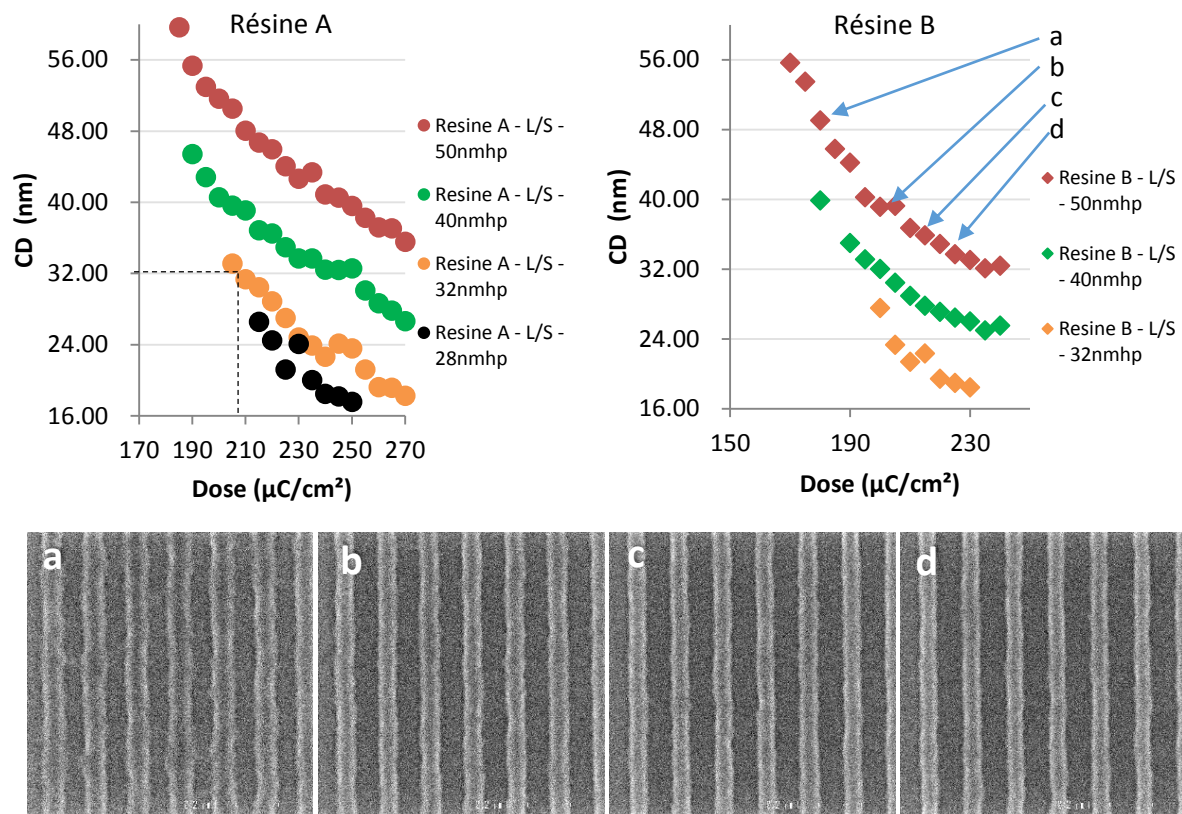 Résine A
56.00
48.00
40.00
32.00
24.00
16.00
CD (nm)
170 190 210 230 250 270
Dose (µC/cm²)
Resine A - L/S -
50nmhp
Resine A - L/S -
40nmhp
Resine A - L/S -
32nmhp
Resine A - L/S -
28nmhp
Résine B
56.00
48.00
40.00
32.00
24.00
16.00
CD (nm)
150 190 230
Dose (µC/cm²)
a
b
c
d
Resine B - L/S
- 50nmhp
Resine B - L/S
- 40nmhp
Resine B - L/S
- 32nmhp
a
b
c
d